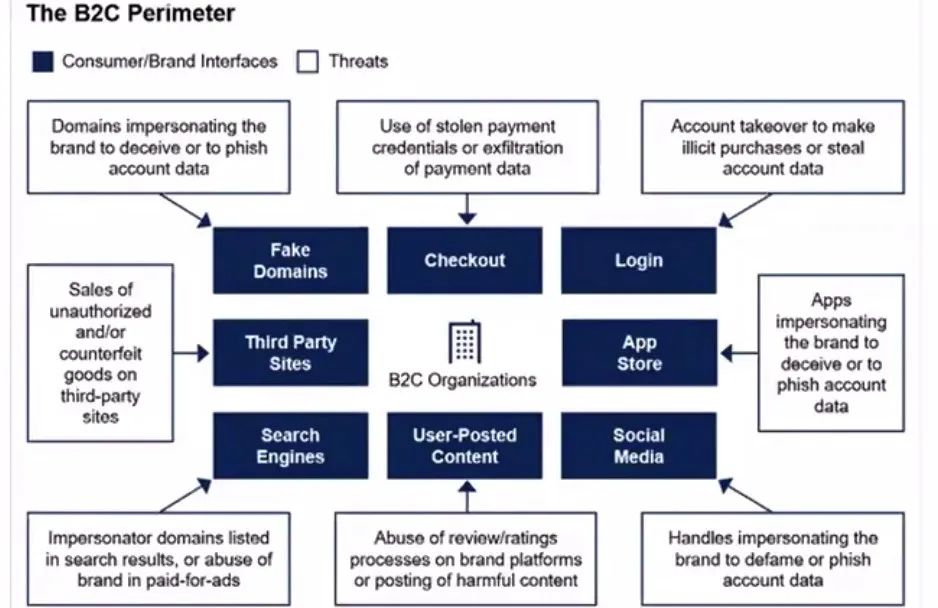 The B2C Perimeter
Consumer/Brand Interfaces
Threats
Domains impersonating the
brand to deceive or to phish
account data
Use of stolen payment
credentials or exfiltration
of payment data
Account takeover to make
illicit purchases or steal
account data
Fake
Domains
Checkout
Login
Sales of
unauthorized
and/or
counterfeit
goods on
third-party
sites
Third Party
Sites
B2C Organizations
App
Store
Apps
impersonating
the brand to
deceive or to
phish account
data
Search
Engines
User-Posted
Content
Social
Media
Impersonator domains listed
in search results, or abuse of
brand in paid-for-ads
Abuse of review/ratings
processes on brand platforms
or posting of harmful content
Handles impersonating the
brand to defame or phish
account data